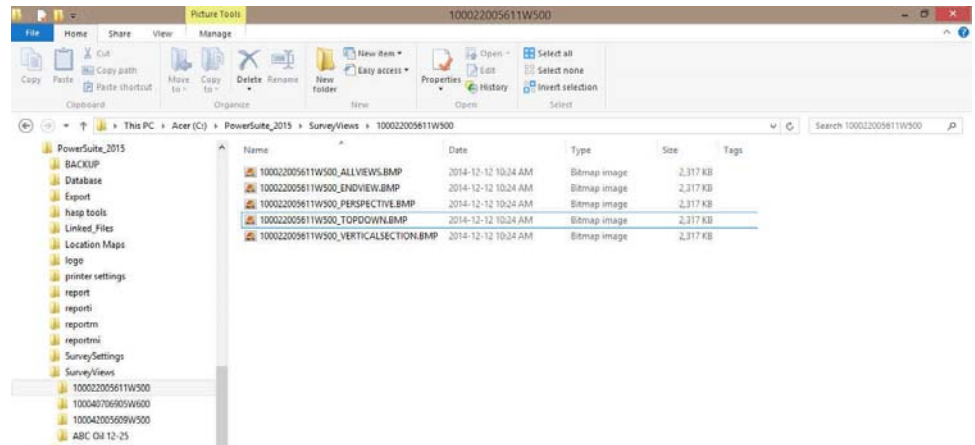 Picture Tools
100022005611W500
File Home Share View Manage
Copy
Paste
Cut
Copy path
Paste shortcut
Move to
Copy to
Delete
Rename
New folder
New item
Easy access
Properties
Open
Edit
History
Select all
Select none
Invert selection
Clipboard
Organize
New
Open
Select
This PC Acer (C:) PowerSuite_2015 SurveyViews 100022005611W500
Search 100022005611W500
PowerSuite_2015
BACKUP
Database
Export
hasp tools
Linked_Files
Location Maps
logo
printer settings
report
reporti
reportm
reportmi
SurveySettings
SurveyViews
100022005611W500
100040706905W600
100042005609W500
ABC Oil 12-25
Name Date Type Size Tags
100022005611W500_ALLVIEWS.BMP 2014-12-12 10:24 AM Bitmap image 2,317 KB
100022005611W500_ENDVIEW.BMP 2014-12-12 10:24 AM Bitmap image 2,317 KB
100022005611W500_PERSPECTIVE.BMP 2014-12-12 10:24 AM Bitmap image 2,317 KB
100022005611W500_TOPDOWN.BMP 2014-12-12 10:24 AM Bitmap image 2,317 KB
100022005611W500_VERTICALSECTION.BMP 2014-12-12 10:24 AM Bitmap image 2,317 KB